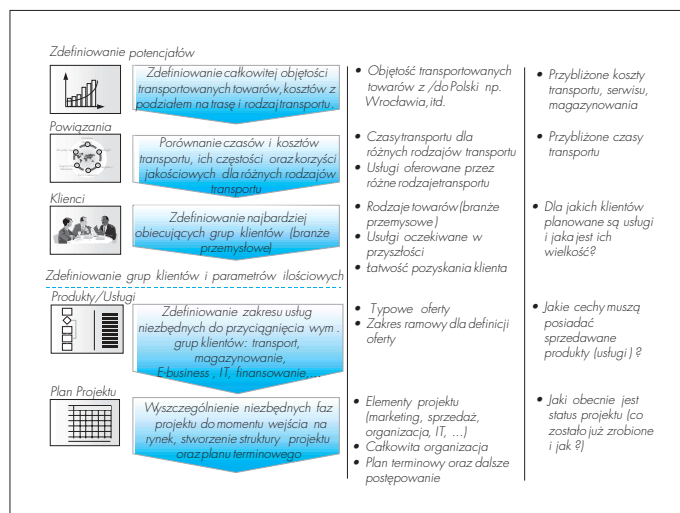 Zdefiniowanie potencjałów
Zdefiniowanie całkowitej objętości
transportowanych towarów, kosztów z
podziałem na trasę i rodzaj transportu.
• Objętość transportowanych
towarów z /do Polski np.
Wrocławia, itd.
• Przybliżone koszty
transportu, serwisu,
magazynowania
Powiązania
Porównanie czasów i kosztów
transportu, ich częstości oraz korzyści
jakościowych dla różnych rodzajów
transportu
• Czasy transportu dla
różnych rodzajów transportu
• Usługi oferowane przez
różne rodzaje transportu
• Przybliżone czasy
transportu
Klienci
Zdefiniowanie najbardziej
obiecujących grup klientów (branże
przemysłowe)
• Rodzaje towarów (branże
przemysowe)
• Usufgi oczekiwane w
przyszłości
• Łatwość pozyskania klienta
• Dla jakich klientów
planowane są usługi
i jaka jest ich
wielkość?
Zdefiniowanie grup klientów i parametrów ilościowych
Produkty/Usługi
Zdefiniowanie zakresu usług
niezbędnych do przyciągnięcia wym .
grup klientów: transport,
magazynowanie,
E-business , IT, finansowanie,...
• Typowe oferty
• Zakres ramowy dla definicji
oferty
• Jakie cechy muszą
posiadać
sprzedawane
produkty (usługi) ?
Plan Projektu
Wyszczególnienie niezbędnych faz
projektu do momentu wejścia na
rynek, stworzenie struktury projektu
oraz planu terminowego
• Elementy projektu
(marketing, sprzedaż,
organizacja, IT, ...)
• Całkowita organizacja
• Plan terminowy oraz dalsze
postępowanie
• Jaki obecnie jest
status projektu (co
zostało już zrobione
i jak ?)